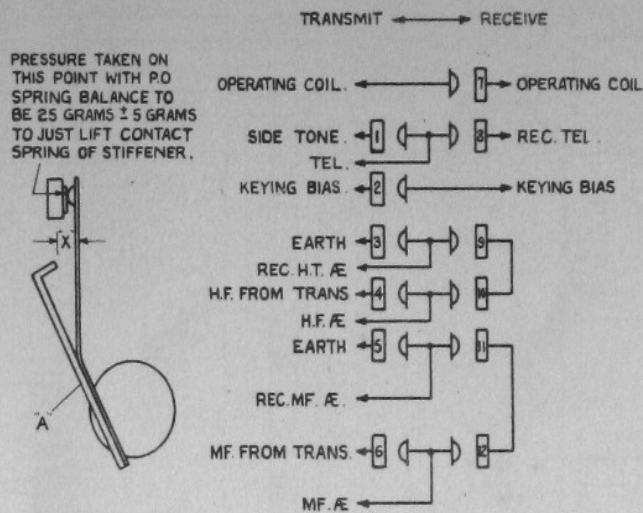 TRANSMIT RECEIVE
PRESSURE TAKEN ON
THIS POINT WITH P.O
SPRING BALANCE TO
BE 25 GRAMS ± 5 GRAMS
TO JUST LIFT CONTACT
SPRING OF STIFFENER.
X
"A"
OPERATING COIL. 7 OPERATING COIL
SIDE TONE. 1 8 REC. TEL.
TEL.
KEYING BIAS. 2 KEYING BIAS
EARTH 3 9
REC. H.T. Æ
H.F. FROM TRANS 4 10
H.F. Æ
EARTH 5 11
REC. MF. Æ.
MF. FROM TRANS. 6 12
MF. Æ